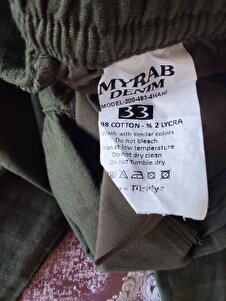 MYRAB
DENIM
MODEL-200-493-4HAKI
33
98 COTTON - % 2 LYCRA
Wash with similar colors
Do not bleach
Iron at low temperature
Do not dry clean
Do not tumble dry